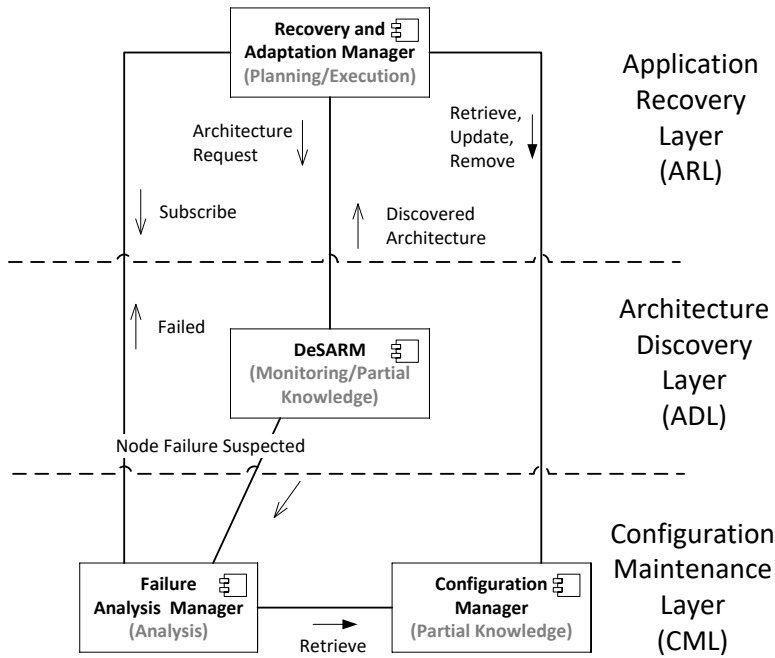 Recovery and
Adaptation Manager
(Planning/Execution)
Application
Recovery
Layer
(ARL)
Architecture
Request
Retrieve,
Update,
Remove
Subscribe
Discovered
Architecture
Failed
DeSARM
(Monitoring/Partial
Knowledge)
Architecture
Discovery
Layer
(ADL)
Node Failure Suspected
Failure
Analysis Manager
(Analysis)
Retrieve
Configuration
Manager
(Partial Knowledge)
Configuration
Maintenance
Layer
(CML)